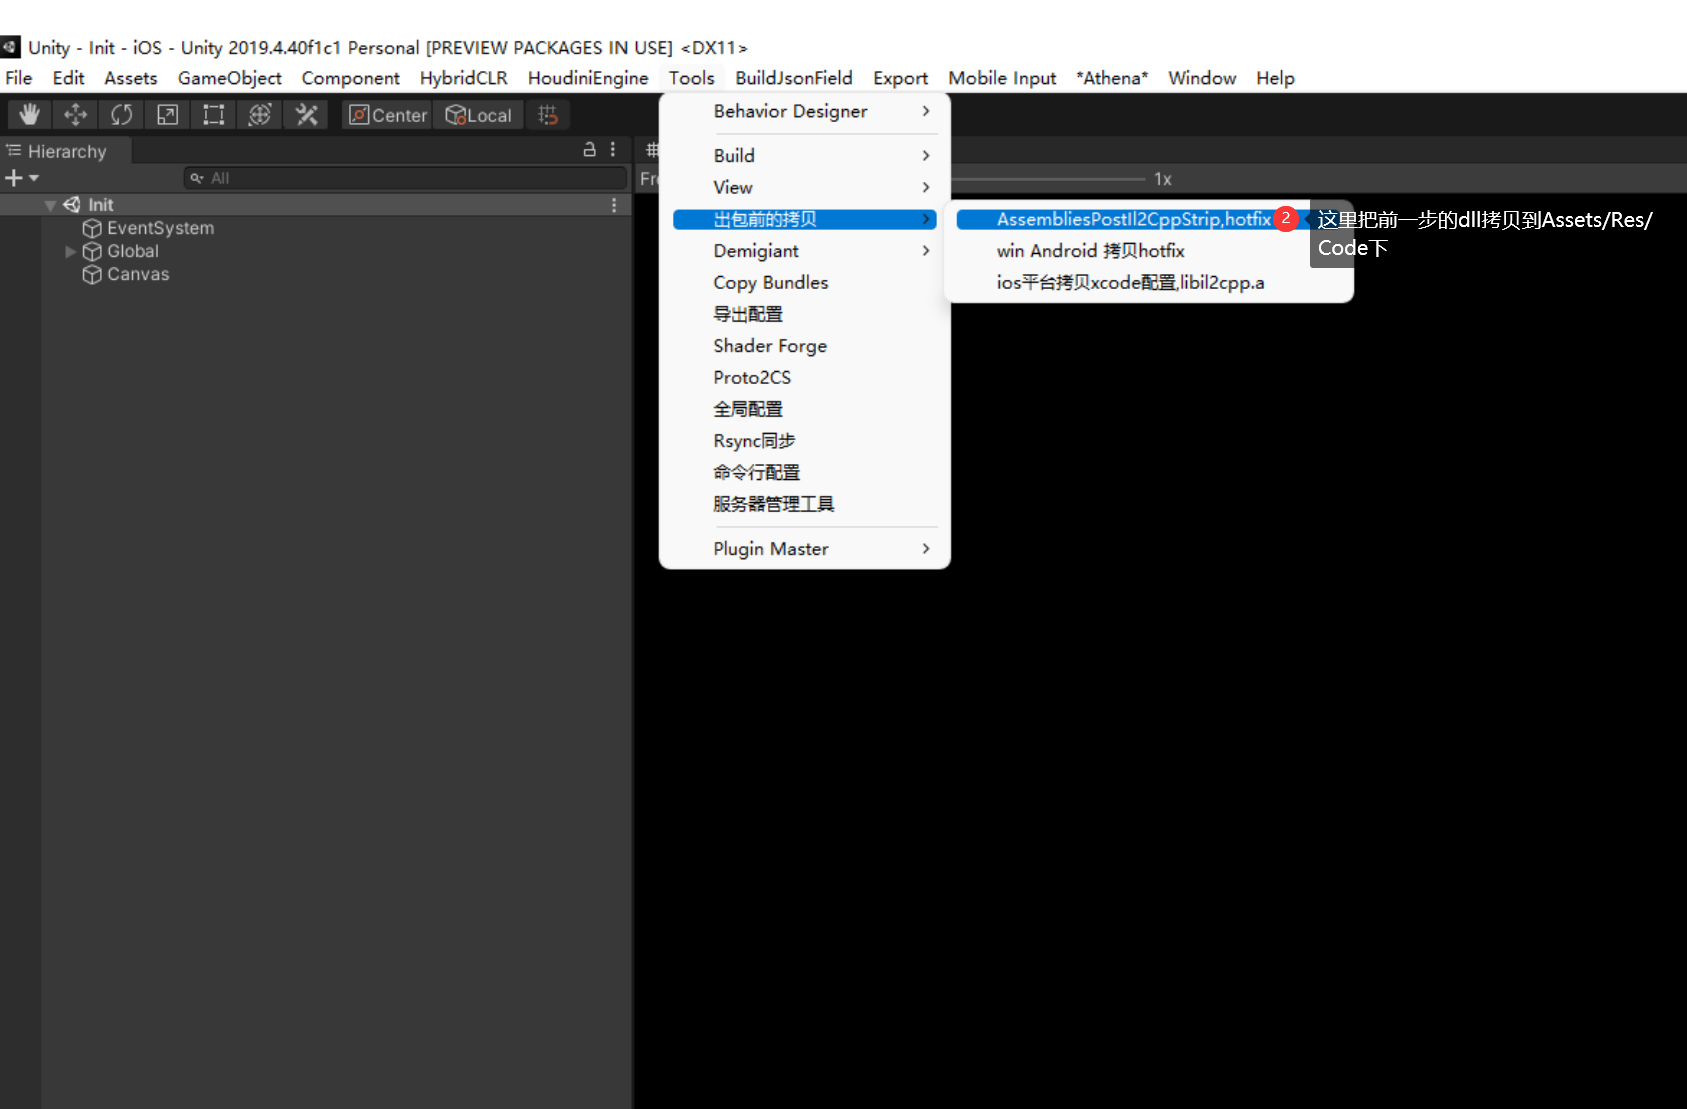 Unity - Init - iOS - Unity 2019.4.40f1c1 Personal [PREVIEW PACKAGES IN USE] <DX11>
File Edit Assets GameObject Component HybridCLR HoudiniEngine Tools BuildJsonField Export Mobile Input *Athena* Window Help
Center Local
Hierarchy
All
Init
EventSystem
Global
Canvas
Fre
1x
Behavior Designer
Build
View
出包前的拷贝
Demigiant
Copy Bundles
导出配置
Shader Forge
Proto2CS
全局配置
Rsync同步
命令行配置
服务器管理工具
Plugin Master
AssembliesPostIl2CppStrip,hotfix
win Android 拷贝hotfix
ios平台拷贝xcode配置,libil2cpp.a
2
这里把前一步的dll拷贝到Assets/Res/
Code下